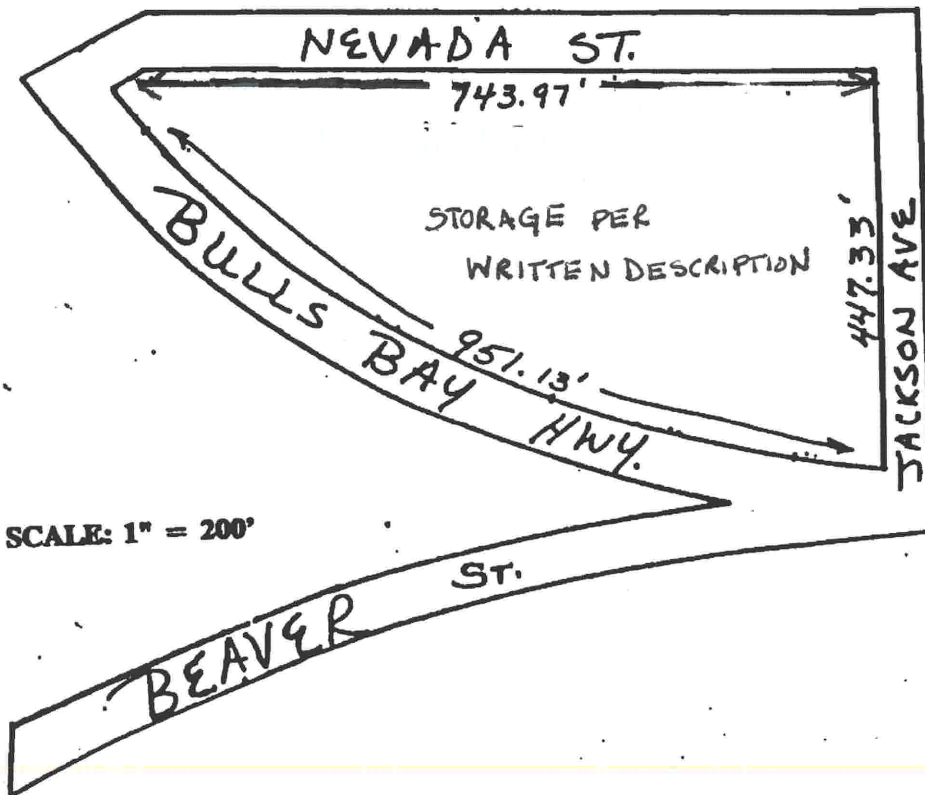 NEVADA ST.
743.97'
STORAGE PER
WRITTEN DESCRIPTION
447.33'
JACKSON AVE
BULLS BAY HWY.
951.13'
SCALE: 1" = 200'
BEAVER ST.